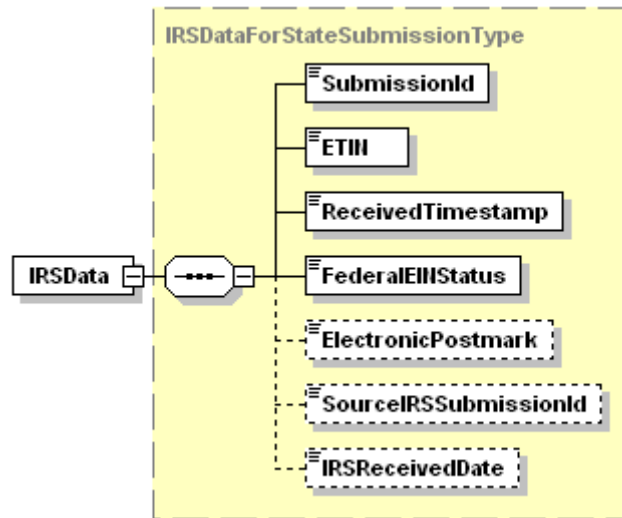 IRSDataForStateSubmissionType
SubmissionId
ETIN
ReceivedTimestamp
IRSData
FederalEINStatus
ElectronicPostmark
SourceIRSSubmissionId
IRSReceivedDate